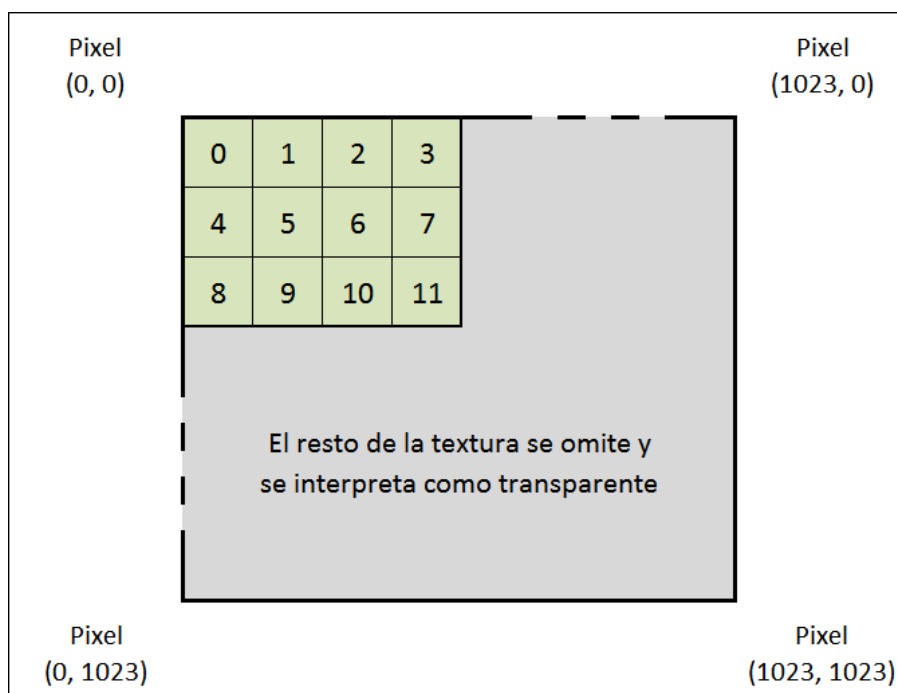 Pixel
(0, 0)
Pixel
(1023, 0)
0 1 2 3
4 5 6 7
8 9 10 11
El resto de la textura se omite y
se interpreta como transparente
Pixel
(0, 1023)
Pixel
(1023, 1023)